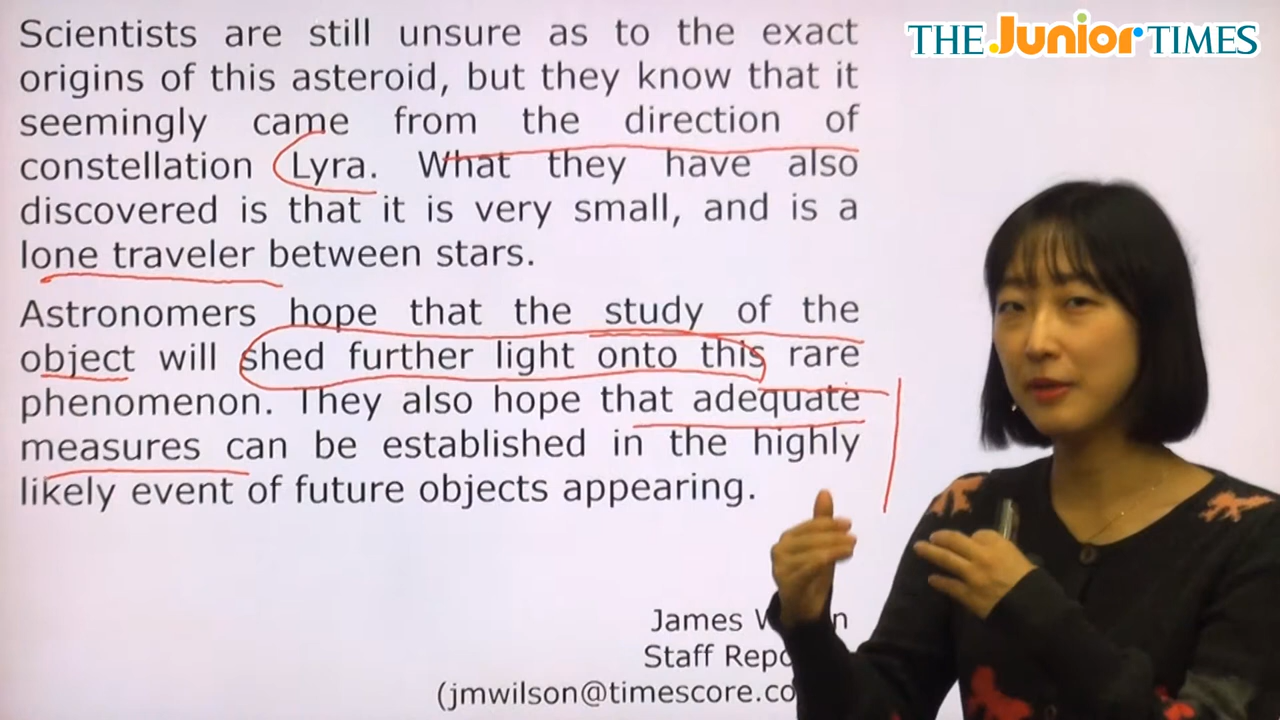 THE Junior TIMES
Scientists are still unsure as to the exact
origins of this asteroid, but they know that it
seemingly came from the direction of
constellation Lyra. What they have also
discovered is that it is very small, and is a
lone traveler between stars.
Astronomers hope that the study of the
object will shed further light onto this rare
phenomenon. They also hope that adequate
measures can be established in the highly
likely event of future objects appearing.
James
Staff